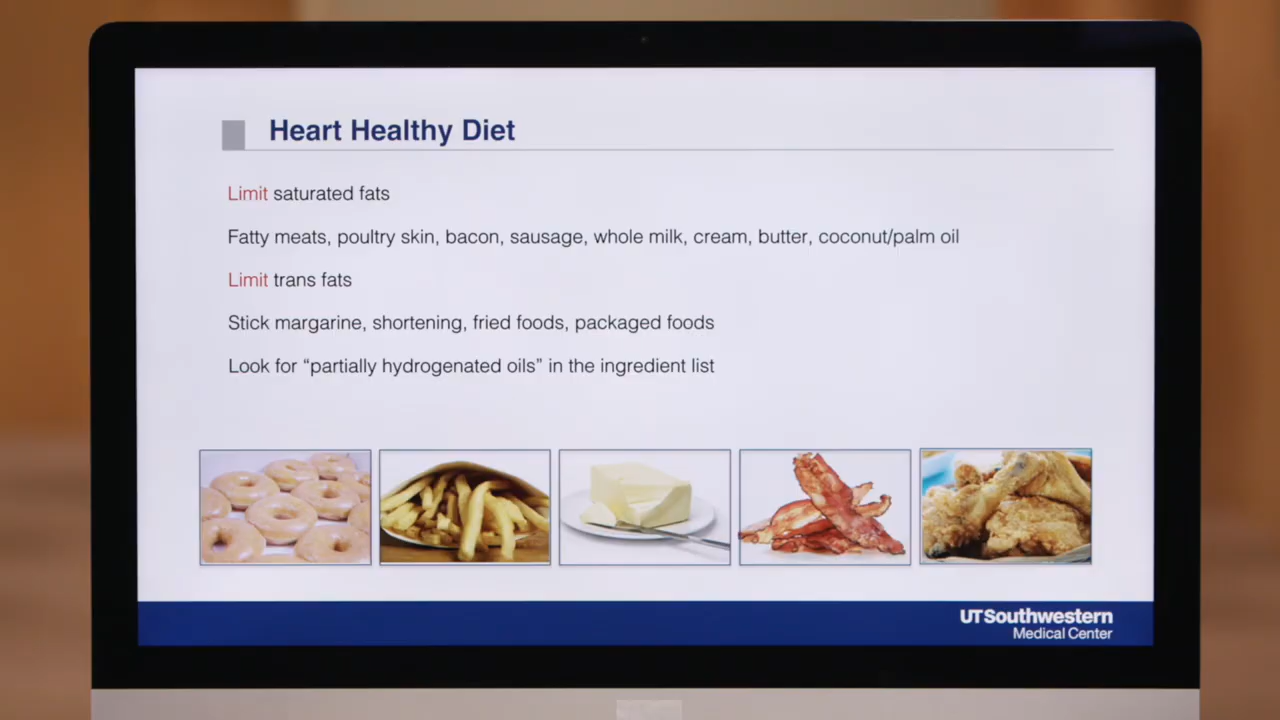 Heart Healthy Diet
Limit saturated fats
Fatty meats, poultry skin, bacon, sausage, whole milk, cream, butter, coconut/palm oil
Limit trans fats
Stick margarine, shortening, fried foods, packaged foods
Look for “partially hydrogenated oils” in the ingredient list
UTSouthwestern
Medical Center